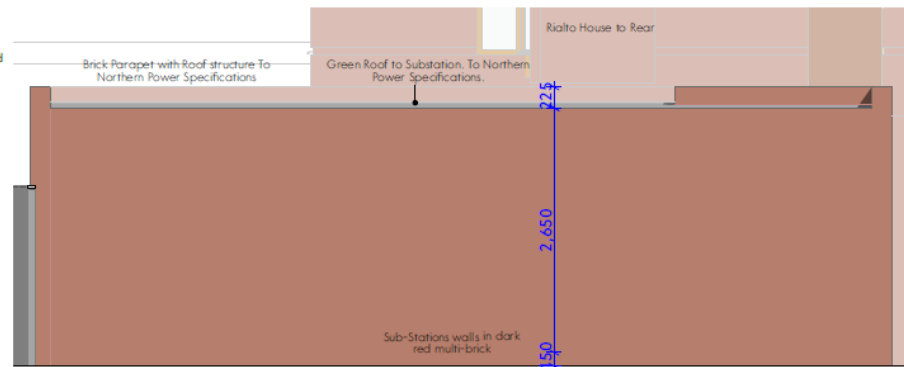 Rialto House to Rear
d
Brick Parapet with Roof structure To
Northern Power Specifications
Green Roof to Substation. To Northern
Power Specifications.
225
2,650
Sub-Stations walls in dark
red multi-brick
150